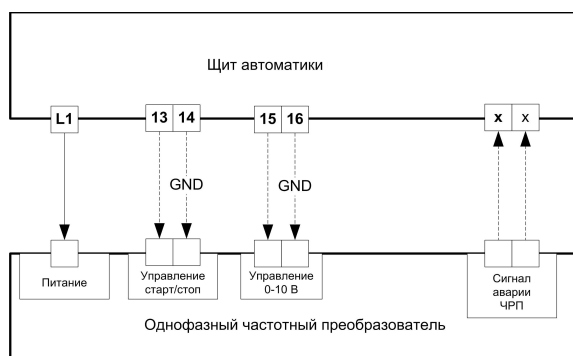 Щит автоматики
L1 13 14 15 16 x x
GND GND
Питание
Управление
старт/стоп
Управление
0-10 В
Сигнал
аварии
ЧРП
Однофазный частотный преобразователь